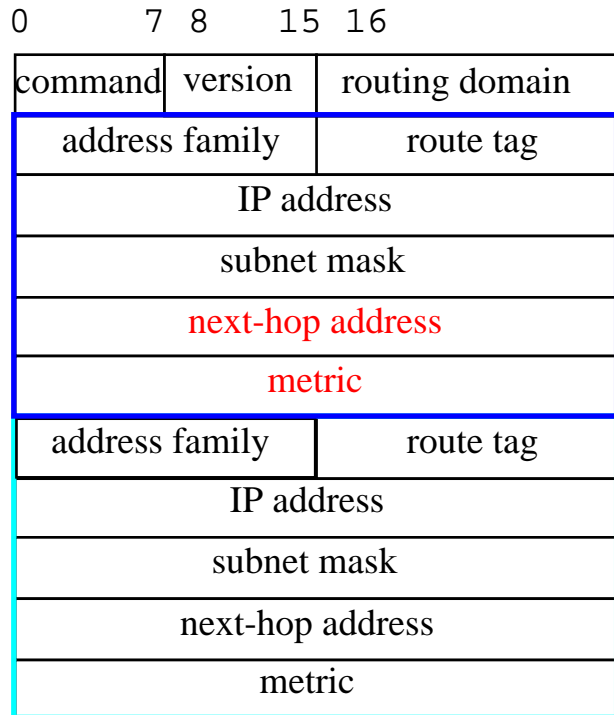 0 7 8 15 16
command version routing domain
address family route tag
IP address
subnet mask
next-hop address
metric
address family route tag
IP address
subnet mask
next-hop address
metric